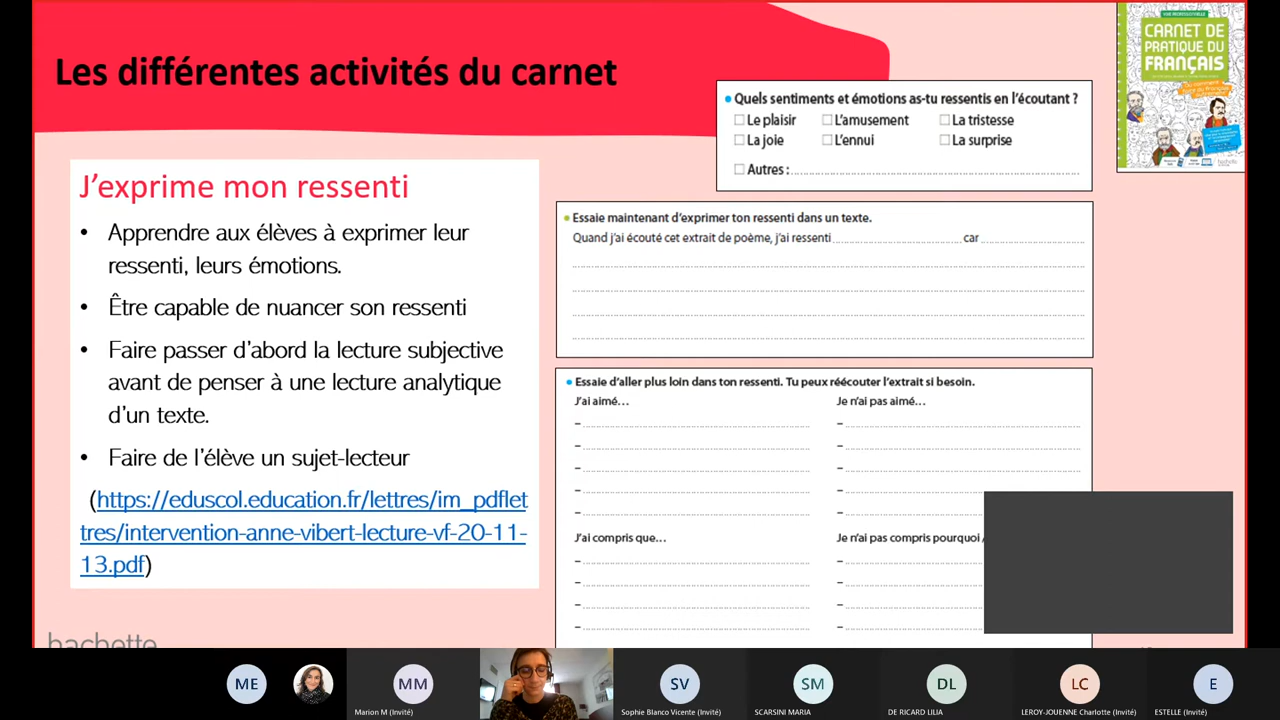 Les différentes activités du carnet
CARNET DE
PRATIQUE DU
FRANÇAIS
hachette
• Quels sentiments et émotions as-tu ressentis en l'écoutant ?
☐ Le plaisir ☐ L'amusement ☐ La tristesse
☐ La joie ☐ L'ennui ☐ La surprise
☐ Autres :
J'exprime mon ressenti
• Apprendre aux élèves à exprimer leur
ressenti, leurs émotions.
• Être capable de nuancer son ressenti
• Faire passer d'abord la lecture subjective
avant de penser à une lecture analytique
d'un texte.
• Faire de l'élève un sujet-lecteur
(https://eduscol.education.fr/lettres/im_pdflet
tres/intervention-anne-vibert-lecture-vf-20-11-
13.pdf)
• Essaie maintenant d'exprimer ton ressenti dans un texte.
Quand j'ai écouté cet extrait de poème, j'ai ressenti car
• Essaie d'aller plus loin dans ton ressenti. Tu peux réécouter l'extrait si besoin.
J'ai aimé… Je n'ai pas aimé…
J'ai compris que… Je n'ai pas compris pourquoi /
hachette
ME
MM
Marion M (Invité)
SV
Sophie Blanco Vicente (Invité)
SM
SCARSINI MARIA
DL
DE RICARD LILIA
LC
LEROY-JOUENNE Charlotte (Invité)
E
ESTELLE (Invité)